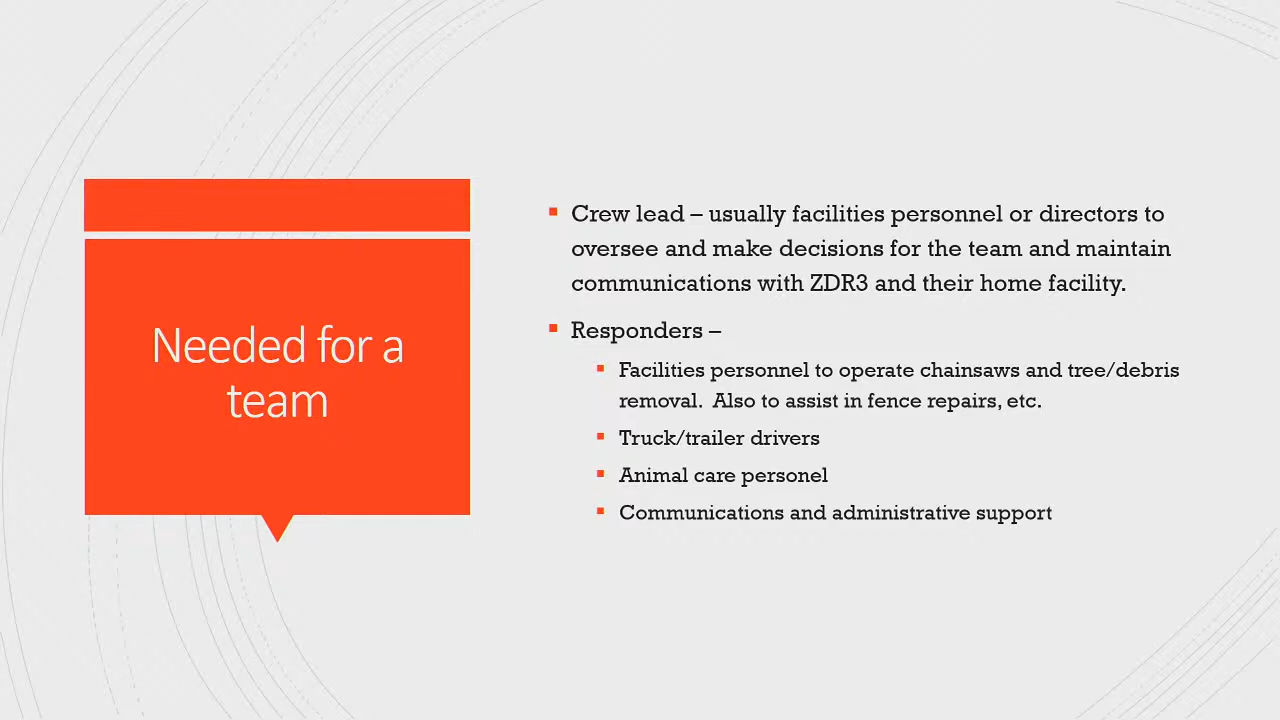 Needed for a
team
Crew lead – usually facilities personnel or directors to
oversee and make decisions for the team and maintain
communications with ZDR3 and their home facility.
Responders –
Facilities personnel to operate chainsaws and tree/debris
removal.  Also to assist in fence repairs, etc.
Truck/trailer drivers
Animal care personel
Communications and administrative support